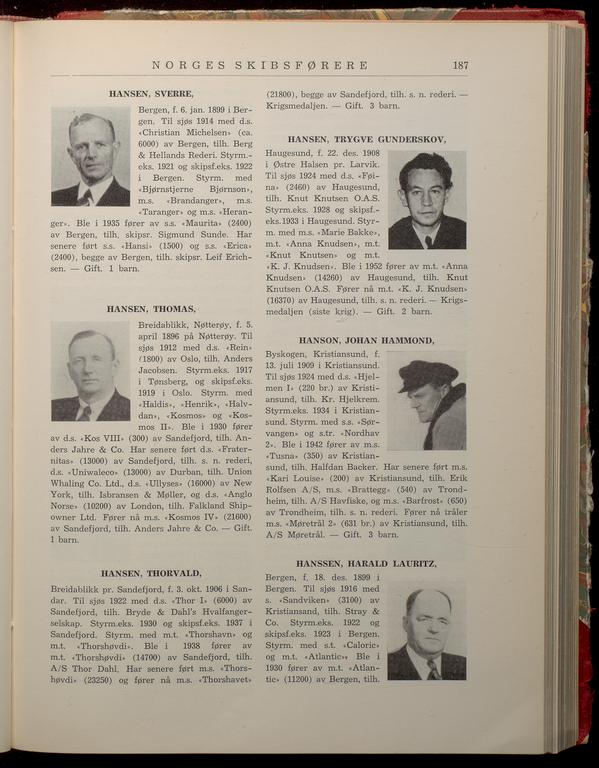 NORGES SKIBSFØRERE 187
HANSEN, SVERRE,
Bergen, f. 6. jan. 1899 i Ber-
gen. Til sjøs 1914 med d.s.
«Christian Michelsen» (ca.
6000) av Bergen, tilh. Berg
& Hellands Rederi. Styrm.-
eks. 1921 og skipsf.eks. 1922
i Bergen. Styrm. med
«Bjørnstjerne Bjørnson»,
m.s. «Brandanger», m.s.
«Taranger» og m.s. «Heran-
ger». Ble i 1935 fører av s.s. «Maurita» (2400)
av Bergen, tilh. skipsr. Sigmund Sunde. Har
senere ført s.s. «Hansi» (1500) og s.s. «Erica»
(2400), begge av Bergen, tilh. skipsr. Leif Erich-
sen. — Gift. 1 barn.
HANSEN, THOMAS,
Breidablikk, Nøtterøy, f. 5.
april 1896 på Nøtterøy. Til
sjøs 1912 med d.s. «Rein»
(1800) av Oslo, tilh. Anders
Jacobsen. Styrm.eks. 1917
i Tønsberg, og skipsf.eks.
1919 i Oslo. Styrm. med
«Haldis», «Henrik», «Halv-
dan», «Kosmos» og «Kos-
mos II». Ble i 1930 fører
av d.s. «Kos VIII» (300) av Sandefjord, tilh. An-
ders Jahre & Co. Har senere ført d.s. «Frater-
nitas» (13000) av Sandefjord, tilh. s. n. rederi,
d.s. «Uniwaleco» (13000) av Durban, tilh. Union
Whaling Co. Ltd., d.s. «Ullyses» (16000) av New
York, tilh. Isbransen & Møller, og d.s. «Anglo
Norse» (10200) av London, tilh. Falkland Ship-
owner Ltd. Fører nå m.s. «Kosmos IV» (21600)
av Sandefjord, tilh. Anders Jahre & Co. — Gift.
1 barn.
HANSEN, THORVALD,
Breidablikk pr. Sandefjord, f. 3. okt. 1906 i San-
dar. Til sjøs 1922 med d.s. «Thor I» (6000) av
Sandefjord, tilh. Bryde & Dahl's Hvalfanger-
selskap. Styrm.eks. 1930 og skipsf.eks. 1937 i
Sandefjord. Styrm. med m.t. «Thorshavn» og
m.t. «Thorshøvdi». Ble i 1938 fører av
m.t. «Thorshøvdi» (14700) av Sandefjord, tilh.
A/S Thor Dahl. Har senere ført m.s. «Thors-
høvdi» (23250) og fører nå m.s. «Thorshavet»
(21800), begge av Sandefjord, tilh. s. n. rederi. —
Krigsmedaljen. — Gift. 3 barn.
HANSEN, TRYGVE GUNDERSKOV,
Haugesund, f. 22. des. 1908
i Østre Halsen pr. Larvik.
Til sjøs 1924 med d.s. «Føi-
na» (2460) av Haugesund,
tilh. Knut Knutsen O.A.S.
Styrm.eks. 1928 og skipsf.-
eks.1933 i Haugesund. Styr-
m. med m.s. «Marie Bakke»,
m.t. «Anna Knudsen», m.t.
«Knut Knutsen» og m.t.
«K. J. Knudsen». Ble i 1952 fører av m.t. «Anna
Knudsen» (14260) av Haugesund, tilh. Knut
Knutsen O.A.S. Fører nå m.t. «K. J. Knudsen»
(16370) av Haugesund, tilh. s. n. rederi. — Krigs-
medaljen (siste krig). — Gift. 2 barn.
HANSON, JOHAN HAMMOND,
Byskogen, Kristiansund, f.
13. juli 1909 i Kristiansund.
Til sjøs 1924 med d.s. «Hjel-
men I» (220 br.) av Kristi-
ansund, tilh. Kr. Hjelkrem.
Styrm.eks. 1934 i Kristian-
sund. Styrm. med s.s. «Sør-
vangen» og s.tr. «Nordhav
2». Ble i 1942 fører av m.s.
«Tusna» (350) av Kristian-
sund, tilh. Halfdan Backer. Har senere ført m.s.
«Kari Louise» (200) av Kristiansund, tilh. Erik
Rolfsen A/S, m.s. «Brattegg» (540) av Trond-
heim, tilh. A/S Havfiske, og m.s. «Barfrost» (650)
av Trondheim, tilh. s. n. rederi. Fører nå tråler
m.s. «Møretrål 2» (631 br.) av Kristiansund, tilh.
A/S Møretrål. — Gift. 3 barn.
HANSSEN, HARALD LAURITZ,
Bergen, f. 18. des. 1899 i
Bergen. Til sjøs 1916 med
s. «Sandviken» (3100) av
Kristiansand, tilh. Stray &
Co. Styrm.eks. 1922 og
skipsf.eks. 1923 i Bergen.
Styrm. med s.t. «Caloric»
og m.t. «Atlantic». Ble i
1930 fører av m.t. «Atlan-
tic» (11200) av Bergen, tilh.